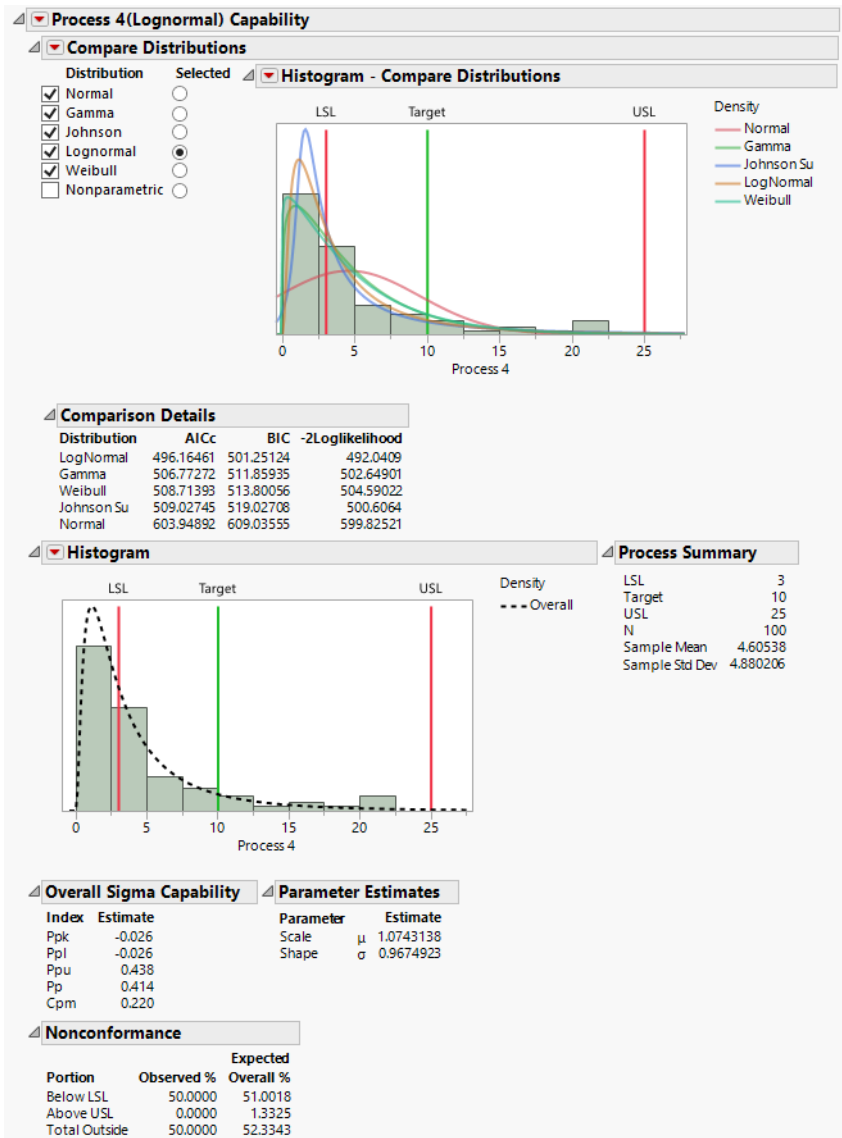 Process 4(Lognormal) Capability
Compare Distributions
Distribution Selected
Normal
Gamma
Johnson
Lognormal
Weibull
Nonparametric
Histogram - Compare Distributions
LSL Target USL
0 5 10 15 20 25
Process 4
Density
Normal
Gamma
Johnson Su
LogNormal
Weibull
Comparison Details
Distribution AICc BIC -2Loglikelihood
LogNormal 496.16461 501.25124 492.0409
Gamma 506.77272 511.85935 502.64901
Weibull 508.71393 513.80056 504.59022
Johnson Su 509.02745 519.02708 500.6064
Normal 603.94892 609.03555 599.82521
Histogram
LSL Target USL
0 5 10 15 20 25
Process 4
Density
Overall
Process Summary
LSL 3
Target 10
USL 25
N 100
Sample Mean 4.60538
Sample Std Dev 4.880206
Overall Sigma Capability
Index Estimate
Ppk -0.026
Ppl -0.026
Ppu 0.438
Pp 0.414
Cpm 0.220
Parameter Estimates
Parameter Estimate
Scale μ 1.0743138
Shape σ 0.9674923
Nonconformance
Expected
Portion Observed % Overall %
Below LSL 50.0000 51.0018
Above USL 0.0000 1.3325
Total Outside 50.0000 52.3343